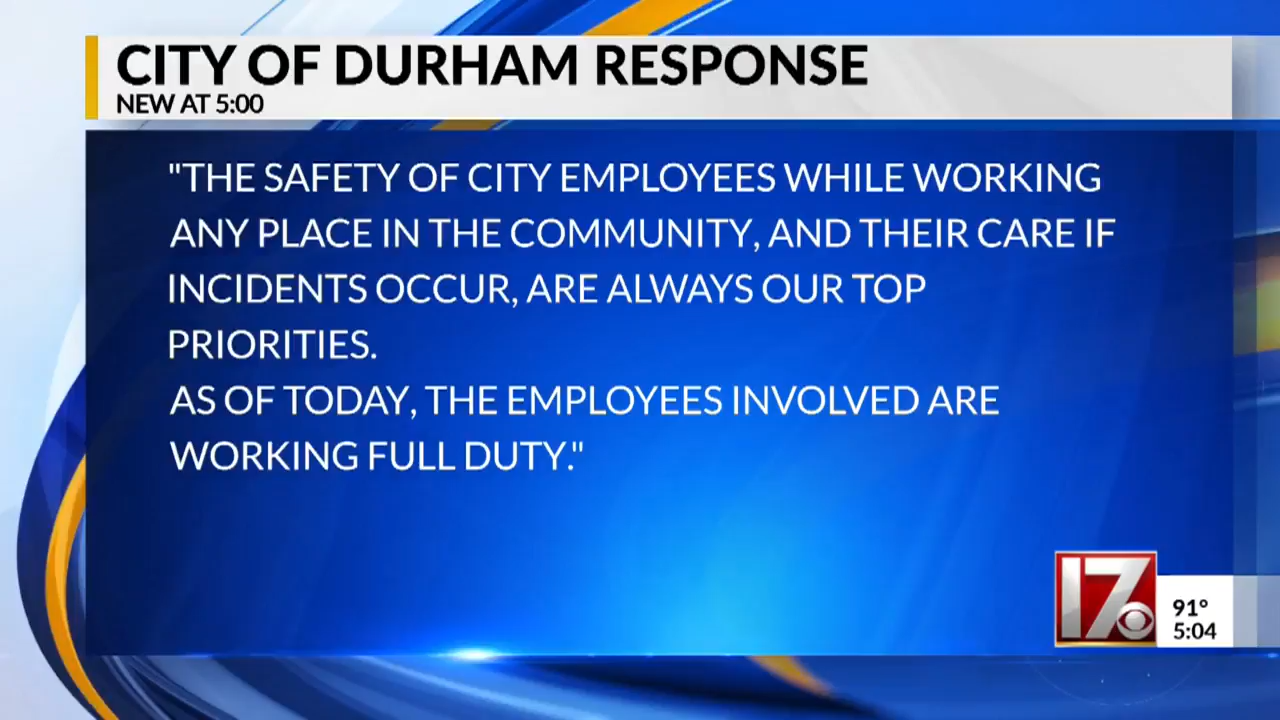 CITY OF DURHAM RESPONSE
NEW AT 5:00
"THE SAFETY OF CITY EMPLOYEES WHILE WORKING
ANY PLACE IN THE COMMUNITY, AND THEIR CARE IF
INCIDENTS OCCUR, ARE ALWAYS OUR TOP
PRIORITIES.
AS OF TODAY, THE EMPLOYEES INVOLVED ARE
WORKING FULL DUTY."
17
91°
5:04